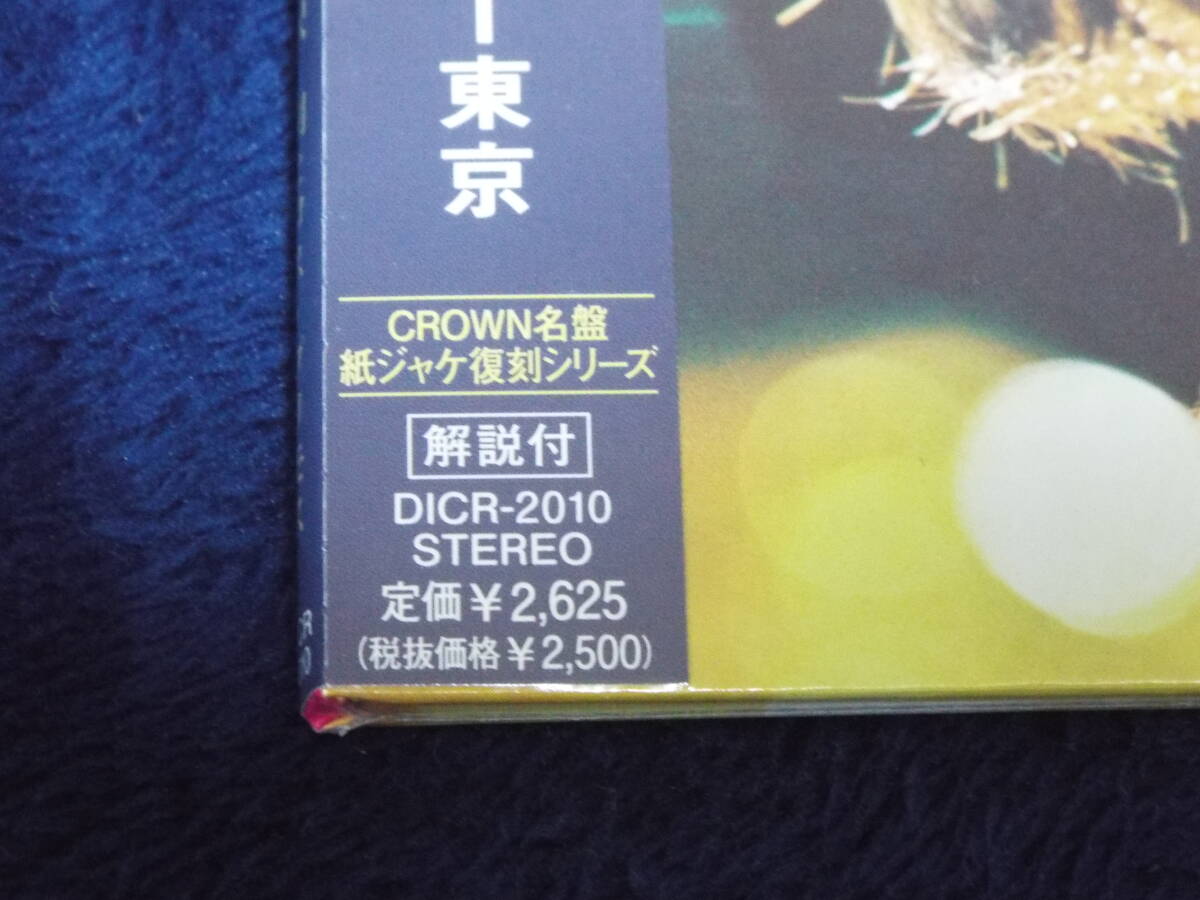 ー東京
CROWN名盤
紙ジャケ復刻シリーズ
解説付
DICR-2010
STEREO
定価￥2,625
(税抜価格￥2,500)